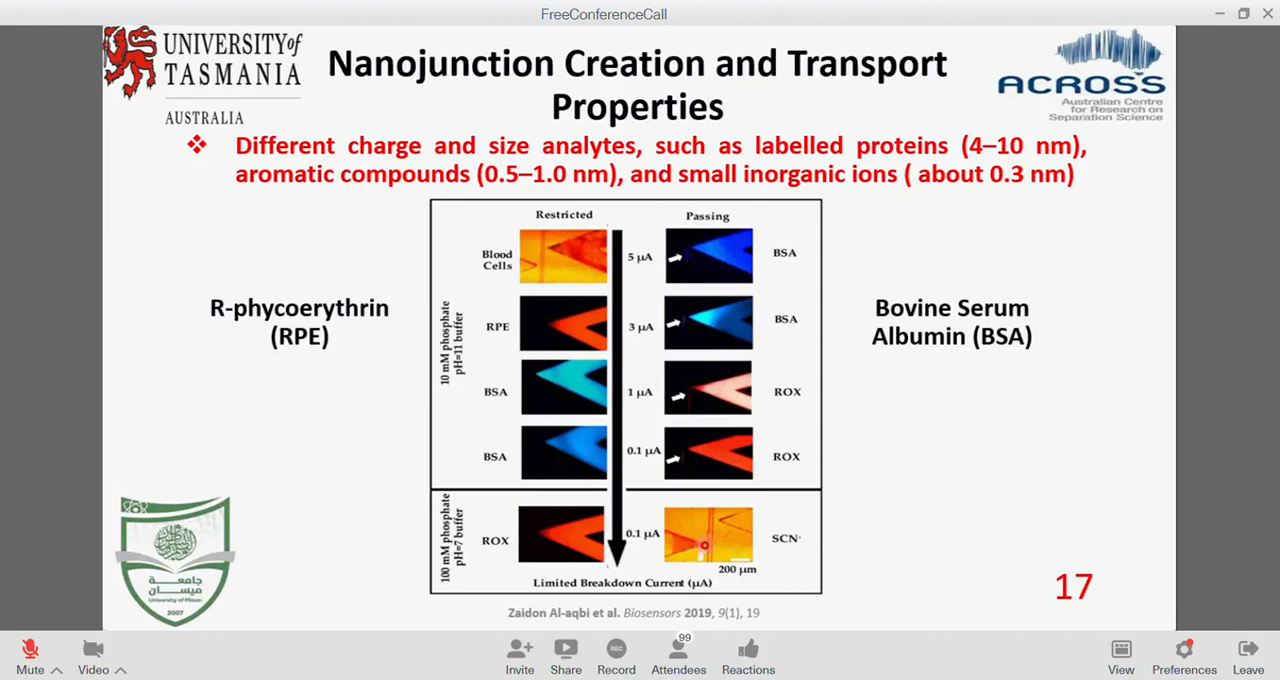 FreeConferenceCall
UNIVERSITY of
TASMANIA
AUSTRALIA
Nanojunction Creation and Transport
Properties
ACROSS
Australian Centre
for Research on
Separation Science
❖ Different charge and size analytes, such as labelled proteins (4–10 nm),
aromatic compounds (0.5–1.0 nm), and small inorganic ions ( about 0.3 nm)
R-phycoerythrin
(RPE)
Restricted
Passing
10 mM phosphate
pH=11 buffer
Blood
Cells
5 µA
BSA
RPE
3 µA
BSA
BSA
1 µA
ROX
BSA
0.1 µA
ROX
100 mM phosphate
pH=7 buffer
ROX
0.1 µA
SCN-
200 µm
Limited Breakdown Current (µA)
Bovine Serum
Albumin (BSA)
جامعة
ميسان
University of Misan
2007
17
Zaidon Al-aqbi et al. Biosensors 2019, 9(1), 19
Mute
Video
Invite
Share
REC
Record
99
Attendees
Reactions
View
Preferences
Leave